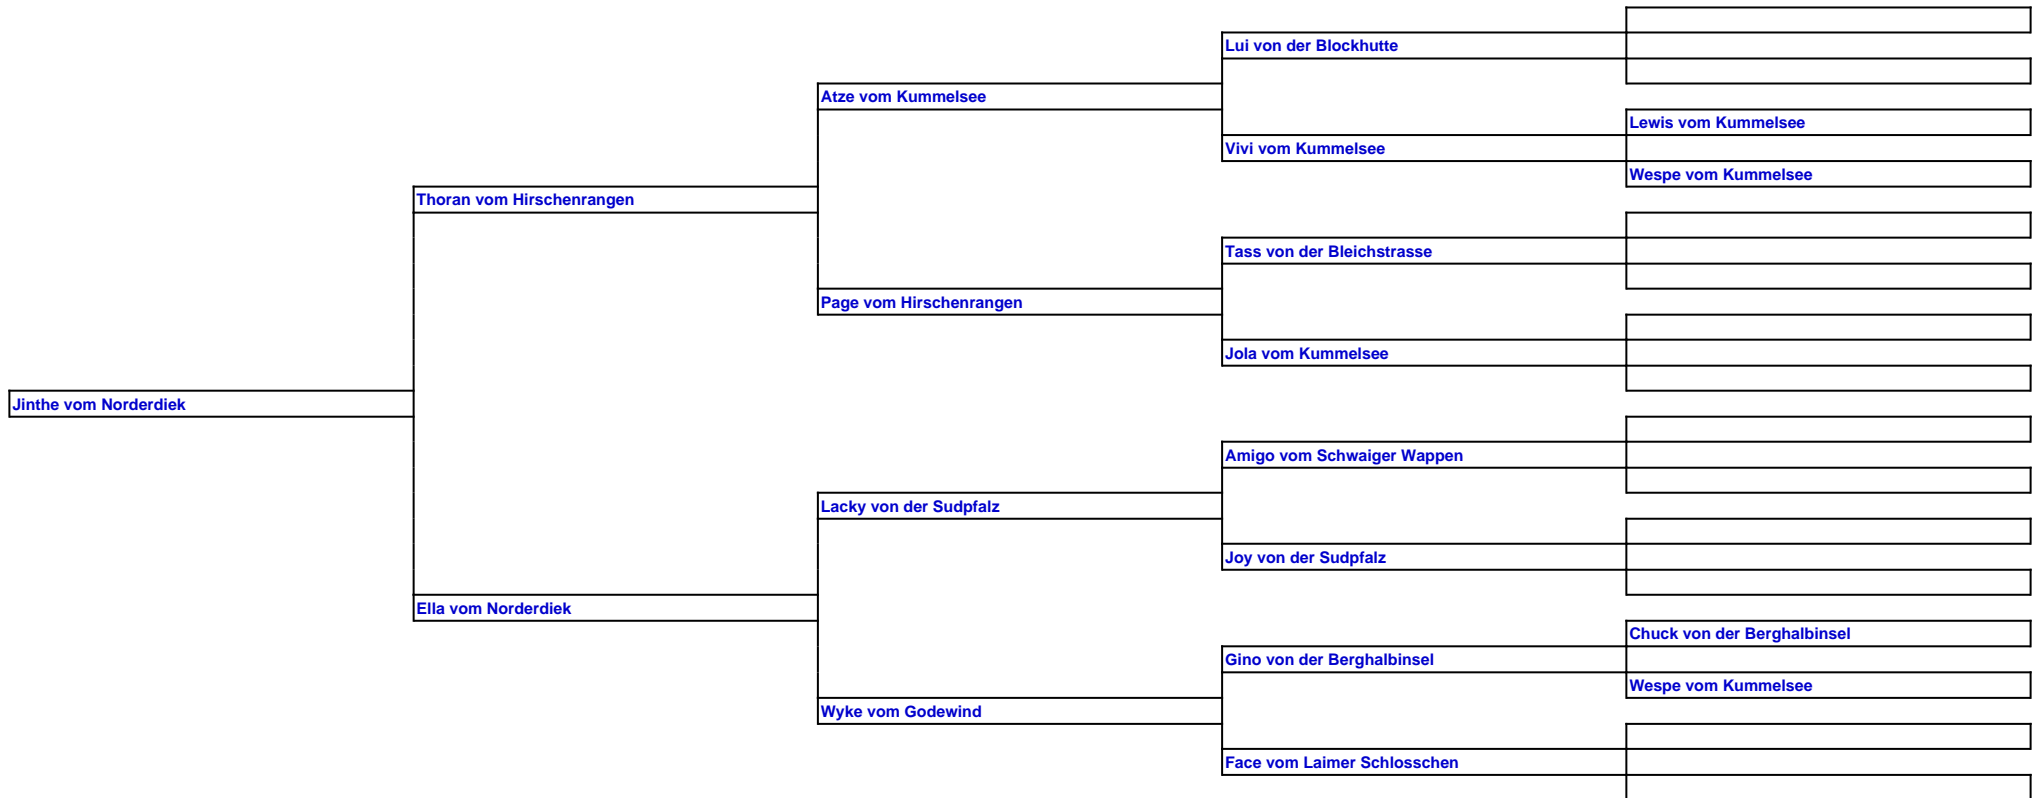 Lui von der Blockhutte
Atze vom Kummelsee
Lewis vom Kummelsee
Vivi vom Kummelsee
Wespe vom Kummelsee
Thoran vom Hirschenrangen
Tass von der Bleichstrasse
Page vom Hirschenrangen
Jola vom Kummelsee
Jinthe vom Norderdiek
Amigo vom Schwaiger Wappen
Lacky von der Sudpfalz
Joy von der Sudpfalz
Ella vom Norderdiek
Chuck von der Berghalbinsel
Gino von der Berghalbinsel
Wespe vom Kummelsee
Wyke vom Godewind
Face vom Laimer Schlosschen